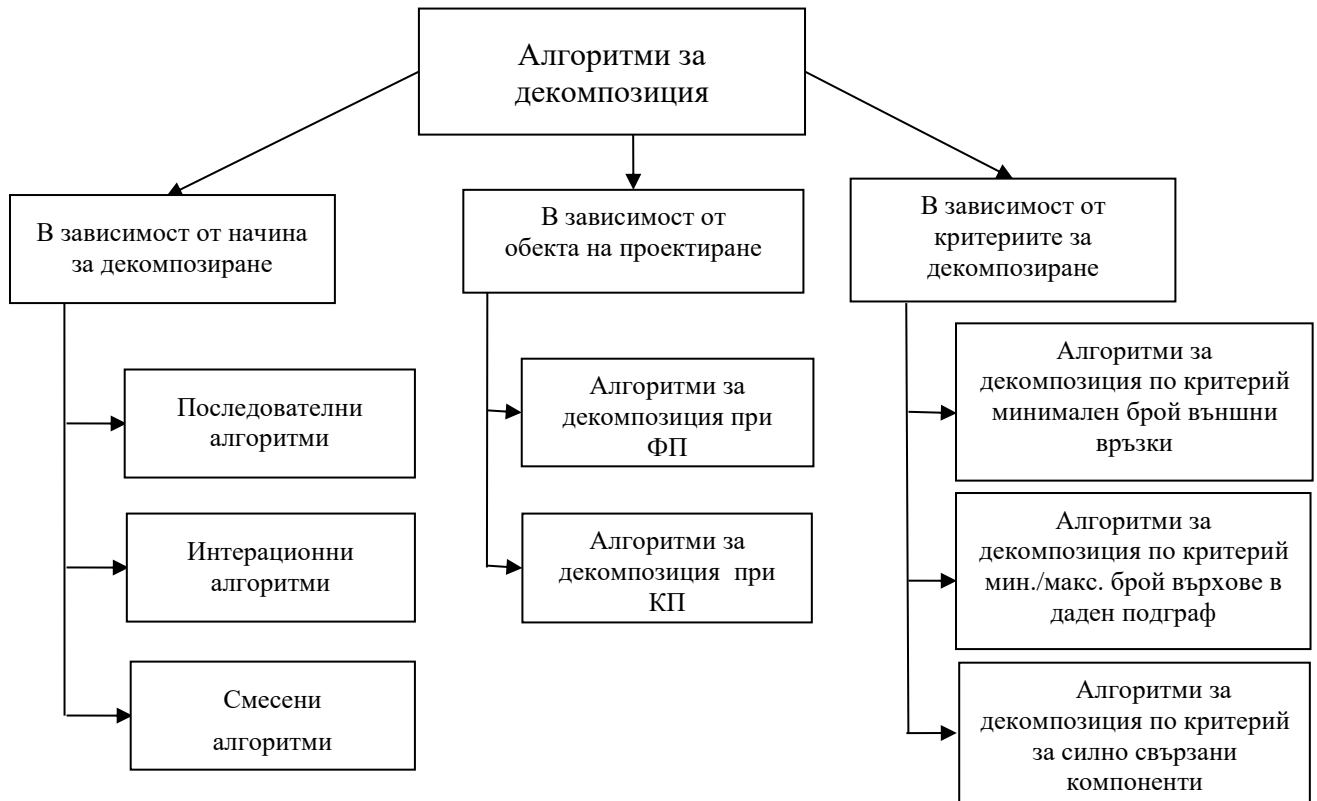 Алгоритми за
декомпозиция
В зависимост от начина
за декомпозиране
Последователни
алгоритми
Интерационни
алгоритми
Смесени
алгоритми
В зависимост от
обекта на проектиране
Алгоритми за
декомпозиция при
ФП
Алгоритми за
декомпозиция при
КП
В зависимост от
критериите за
декомпозиране
Алгоритми за
декомпозиция по критерий
минимален брой външни
връзки
Алгоритми за
декомпозиция по критерий
мин./макс. брой върхове в
даден подграф
Алгоритми за
декомпозиция по критерий
за силно свързани
компоненти